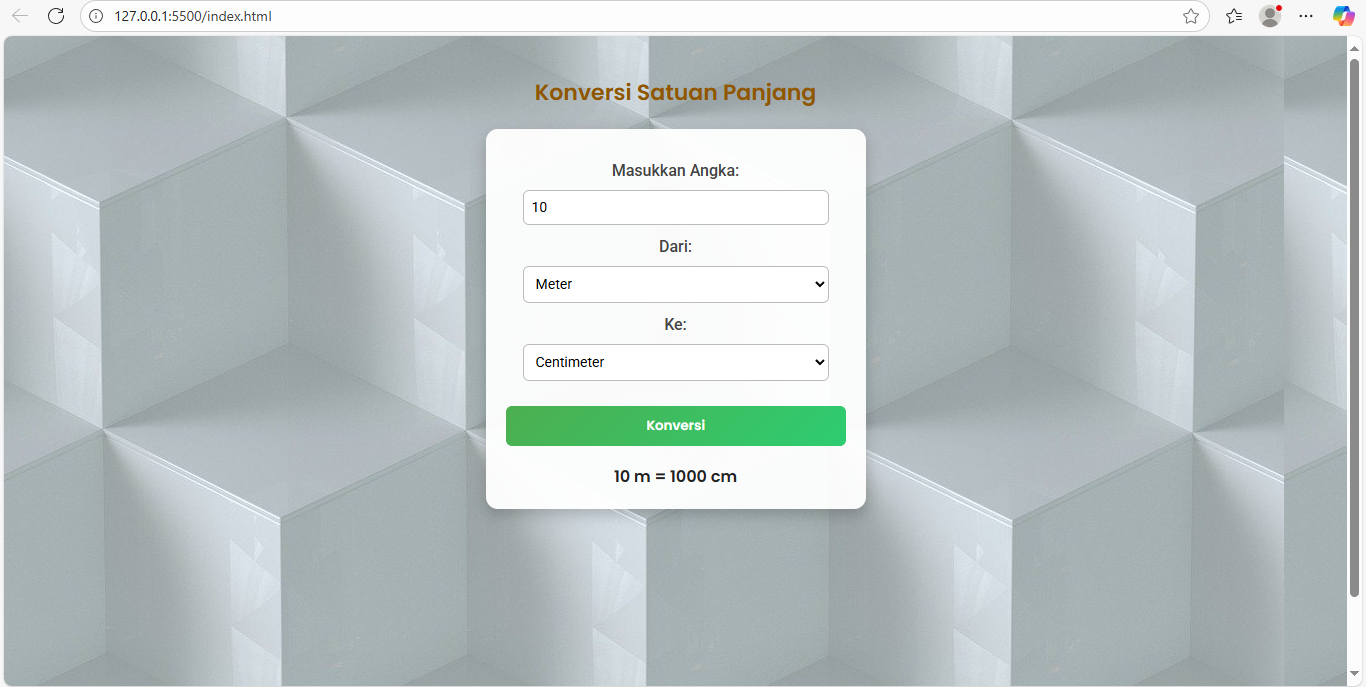 127.0.0.1:5500/index.html
Konversi Satuan Panjang
Masukkan Angka:
10
Dari:
Meter
Ke:
Centimeter
Konversi
10 m = 1000 cm